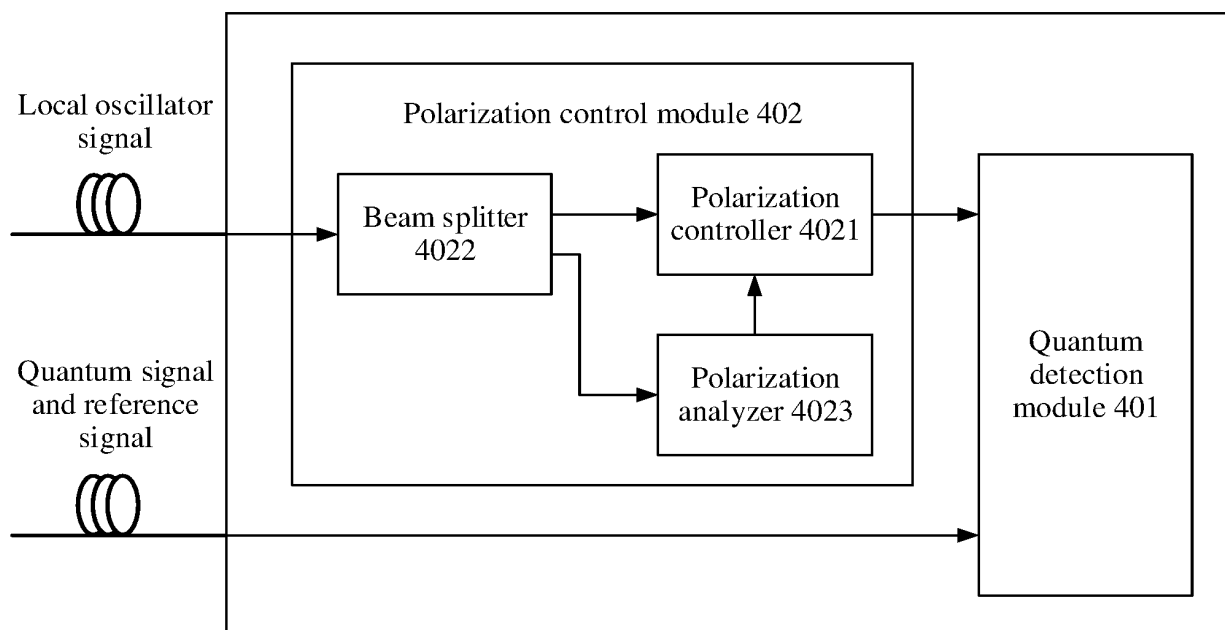 Local oscillator
signal
Polarization control module 402
Beam splitter
4022
Polarization
controller 4021
Polarization
analyzer 4023
Quantum
detection
module 401
Quantum signal
and reference
signal